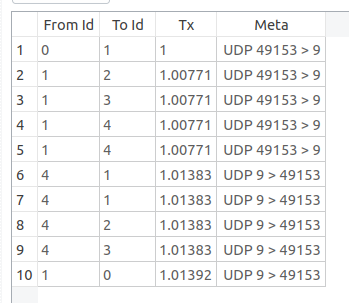 From Id To Id Tx Meta
1 0 1 1 UDP 49153 > 9
2 1 2 1.00771 UDP 49153 > 9
3 1 3 1.00771 UDP 49153 > 9
4 1 4 1.00771 UDP 49153 > 9
5 1 4 1.00771 UDP 49153 > 9
6 4 1 1.01383 UDP 9 > 49153
7 4 1 1.01383 UDP 9 > 49153
8 4 2 1.01383 UDP 9 > 49153
9 4 3 1.01383 UDP 9 > 49153
10 1 0 1.01392 UDP 9 > 49153